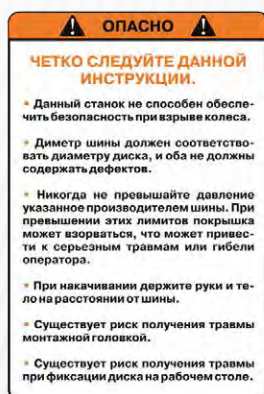 ОПАСНО
ЧЕТКО СЛЕДУЙТЕ ДАННОЙ
ИНСТРУКЦИИ.
• Данный станок не способен обеспе-
чить безопасность при взрыве колеса.
• Диметр шины должен соответство-
вать диаметру диска, и оба не должны
содержать дефектов.
• Никогда не превышайте давление
указанное производителем шины. При
превышении этих лимитов покрышка
может взорваться, что может привес-
ти к серьезным травмам или гибели
оператора.
• При накачивании держите руки и те-
ло на расстоянии от шины.
• Существует риск получения травмы
монтажной головкой.
• Существует риск получения травмы
при фиксации диска на рабочем столе.